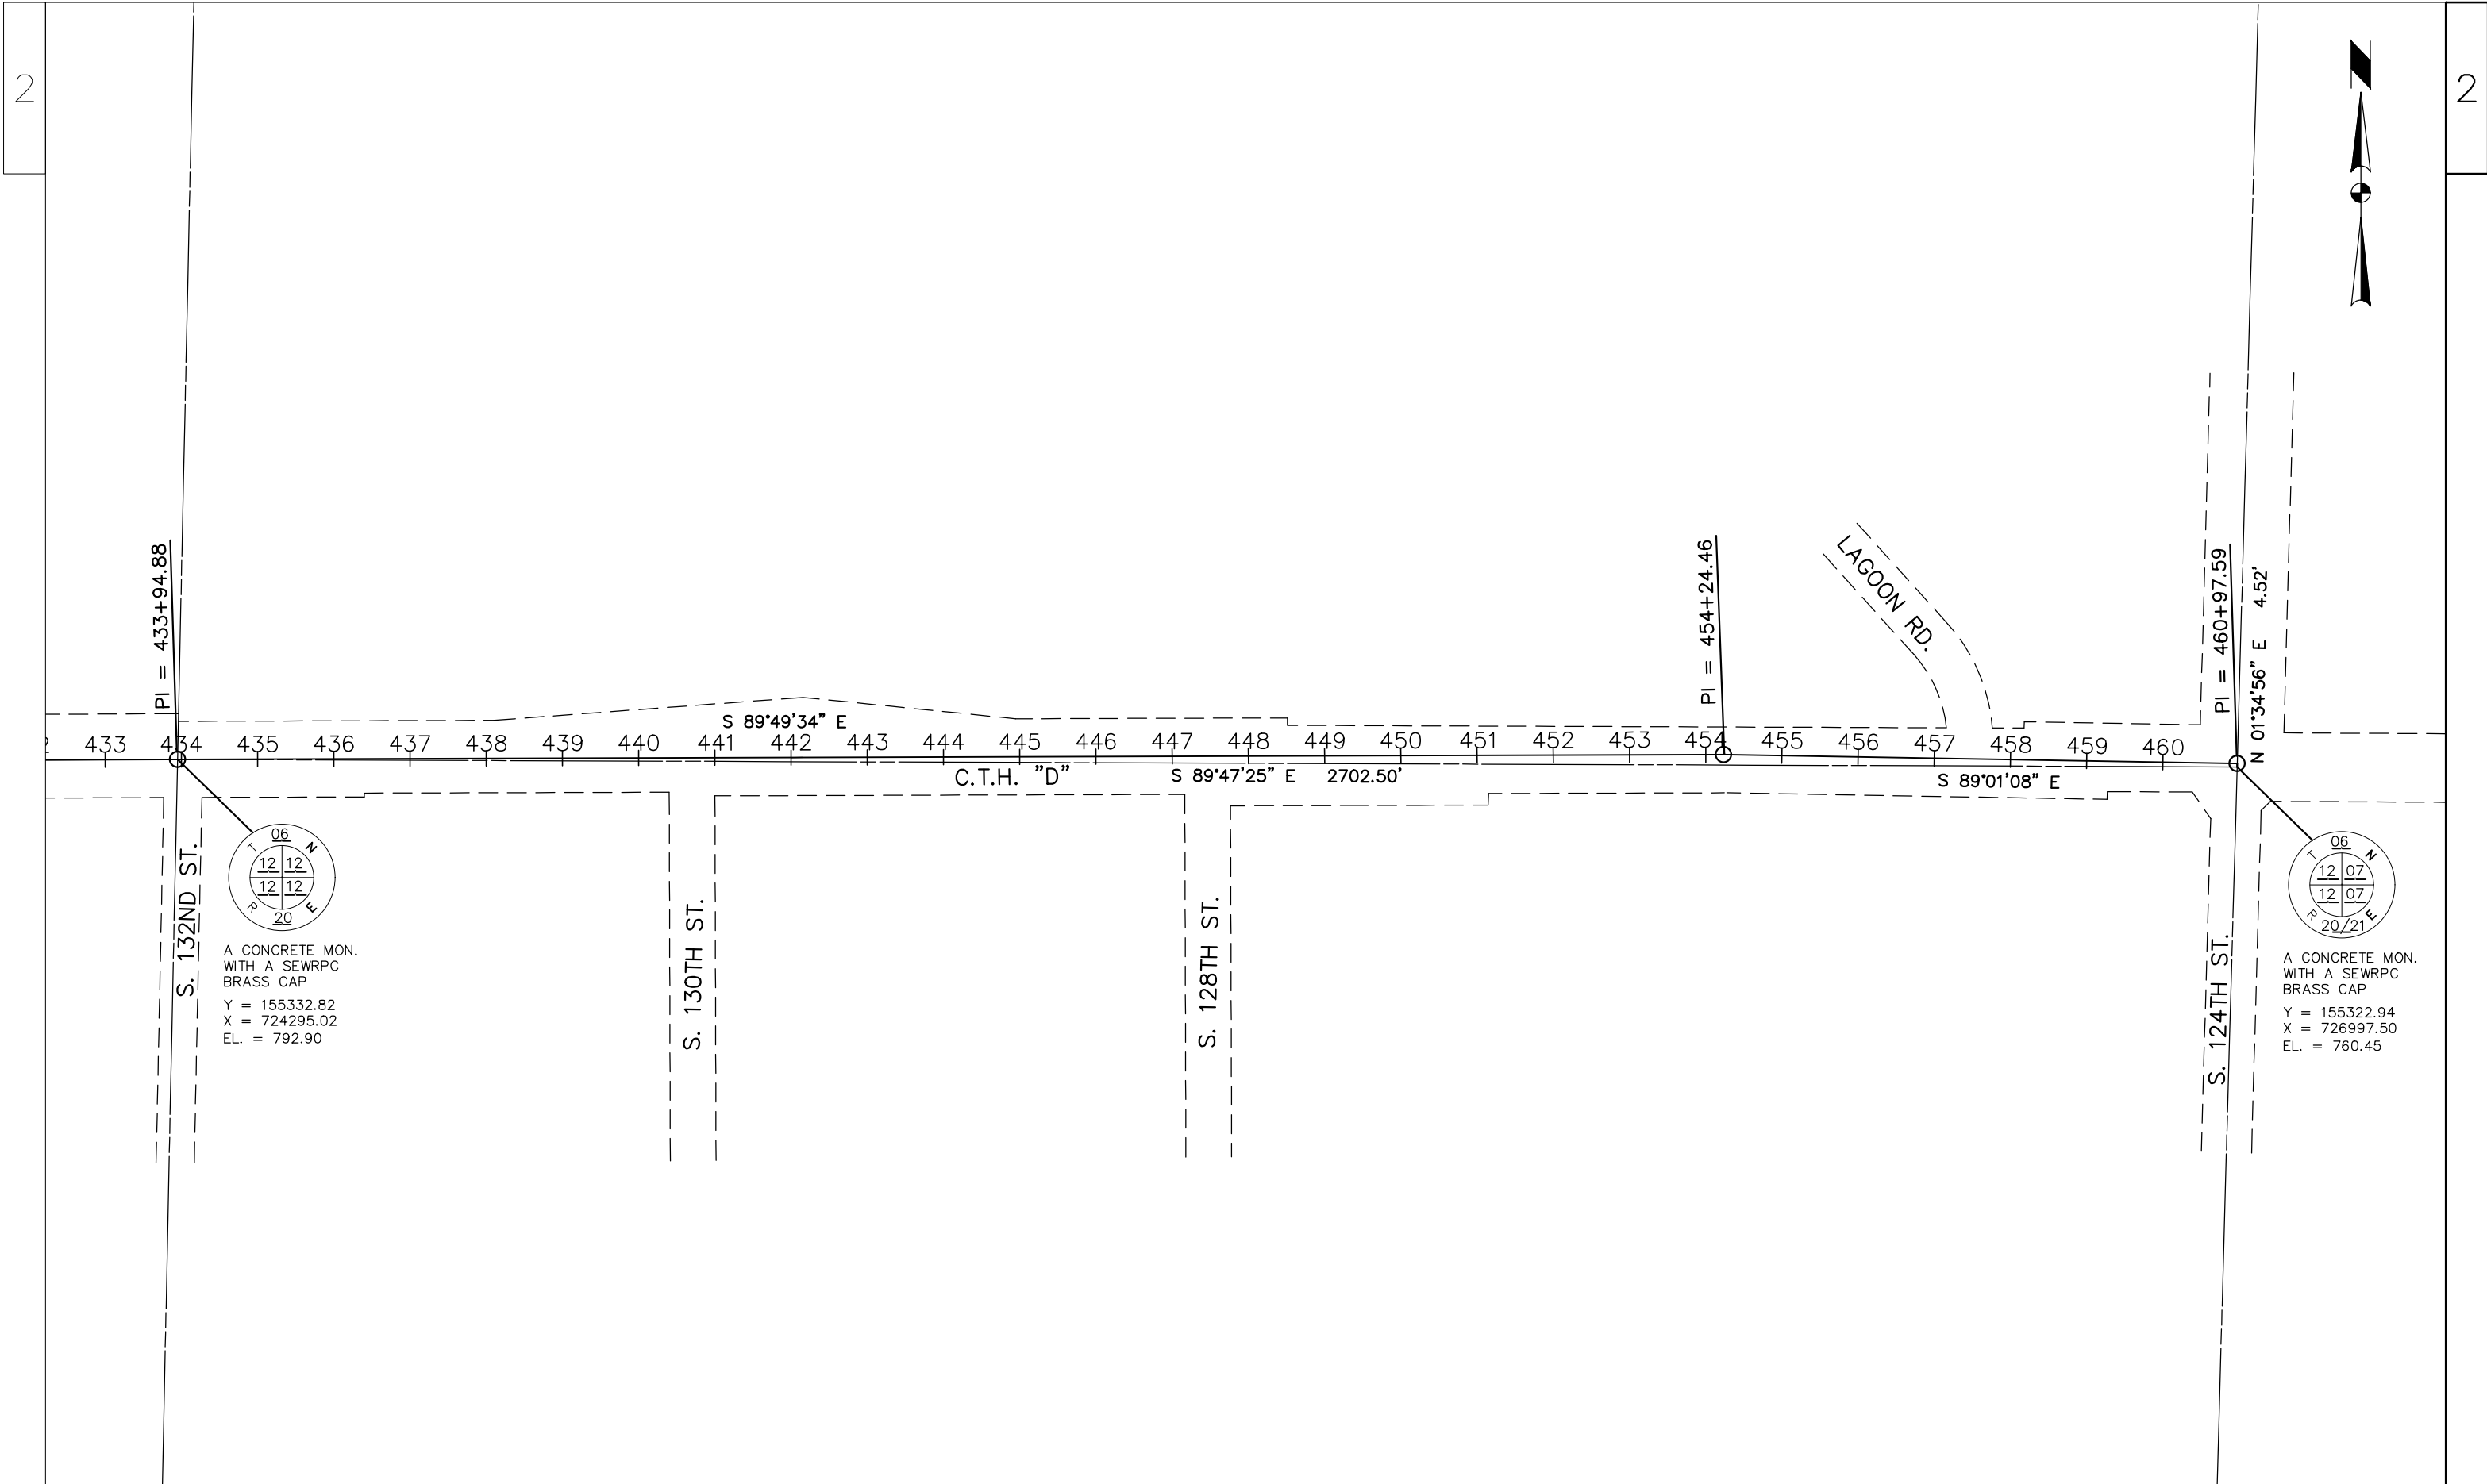 2
2
N
PI = 433+94.88
PI = 454+24.46
LAGOON RD.
PI = 460+97.59
N 01°34'56" E 4.52'
S 89°49'34" E
433 434 435 436 437 438 439 440 441 442 443 444 445 446 447 448 449 450 451 452 453 454 455 456 457 458 459 460
C.T.H. "D"
S 89°47'25" E 2702.50'
S 89°01'08" E
S. 132ND ST.
T 06 N
12 12
12 12
R 20 E
A CONCRETE MON.
WITH A SEWRPC
BRASS CAP
Y = 155332.82
X = 724295.02
EL. = 792.90
S. 130TH ST.
S. 128TH ST.
S. 124TH ST.
T 06 N
12 07
12 07
R 20/21 E
A CONCRETE MON.
WITH A SEWRPC
BRASS CAP
Y = 155322.94
X = 726997.50
EL. = 760.45